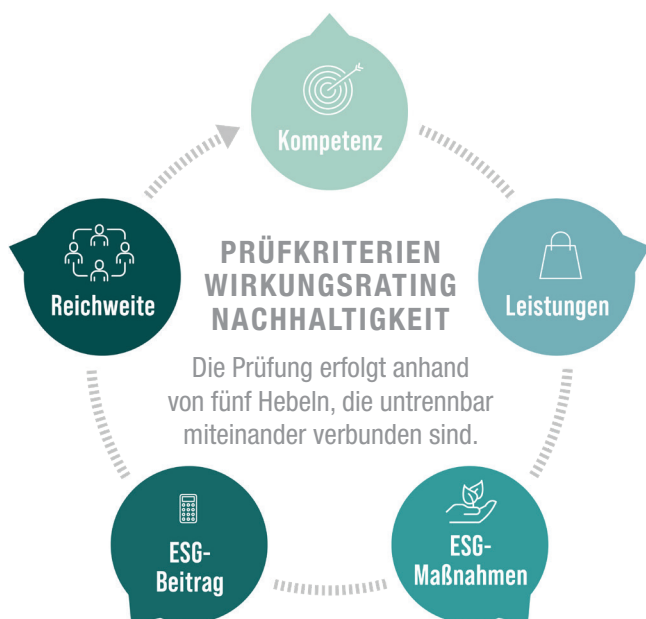 Kompetenz
Leistungen
ESG-
Maßnahmen
ESG-
Beitrag
Reichweite
PRÜFKRITERIEN
WIRKUNGSRATING
NACHHALTIGKEIT
Die Prüfung erfolgt anhand
von fünf Hebeln, die untrennbar
miteinander verbunden sind.